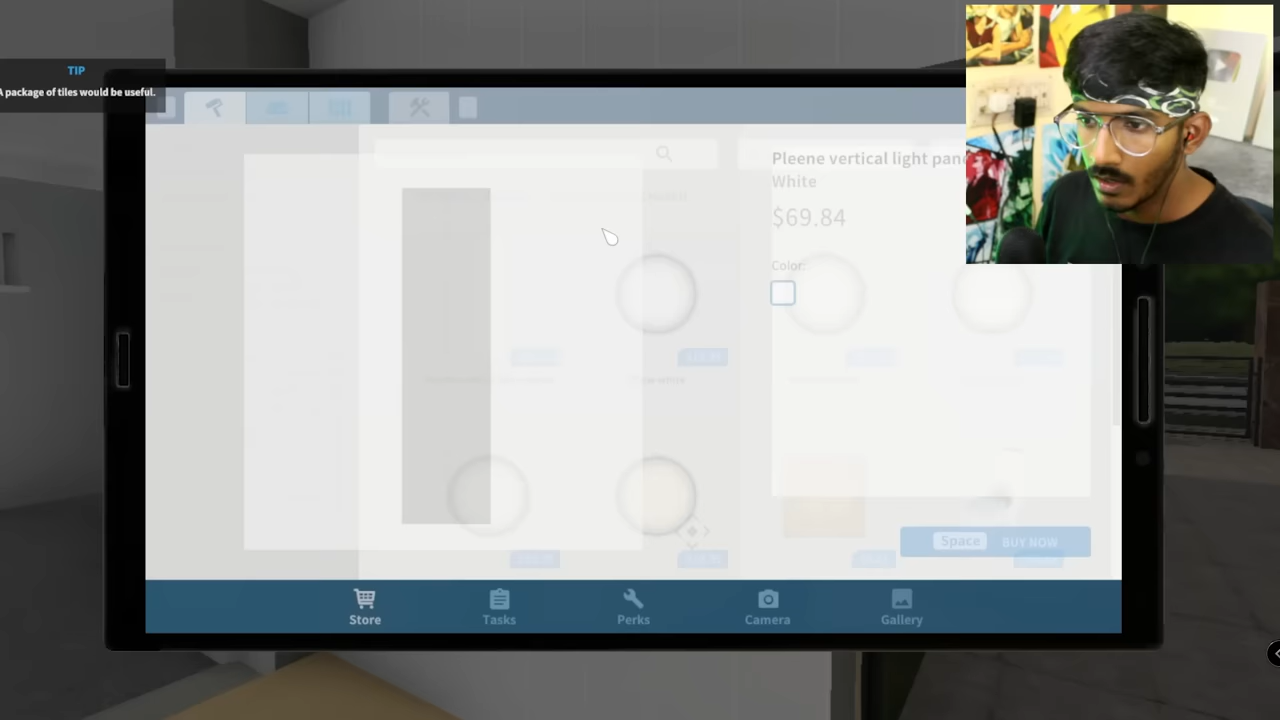 TIP
A package of tiles would be useful.
Pleene vertical light pane
White
$69.84
Color:
Space BUY NOW
Store
Tasks
Perks
Camera
Gallery